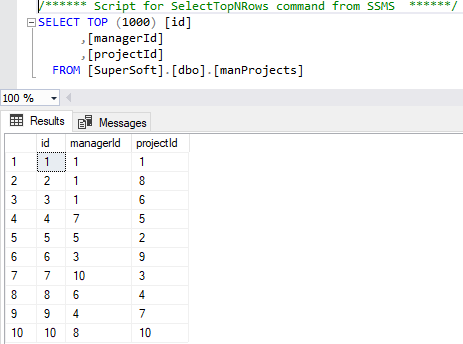 /****** Script for SelectTopNRows command from SSMS  ******/
SELECT TOP (1000) [id]
      ,[managerId]
      ,[projectId]
  FROM [SuperSoft].[dbo].[manProjects]
100 %
Results Messages
id managerId projectId
1 1 1 1
2 2 1 8
3 3 1 6
4 4 7 5
5 5 5 2
6 6 3 9
7 7 10 3
8 8 6 4
9 9 4 7
10 10 8 10